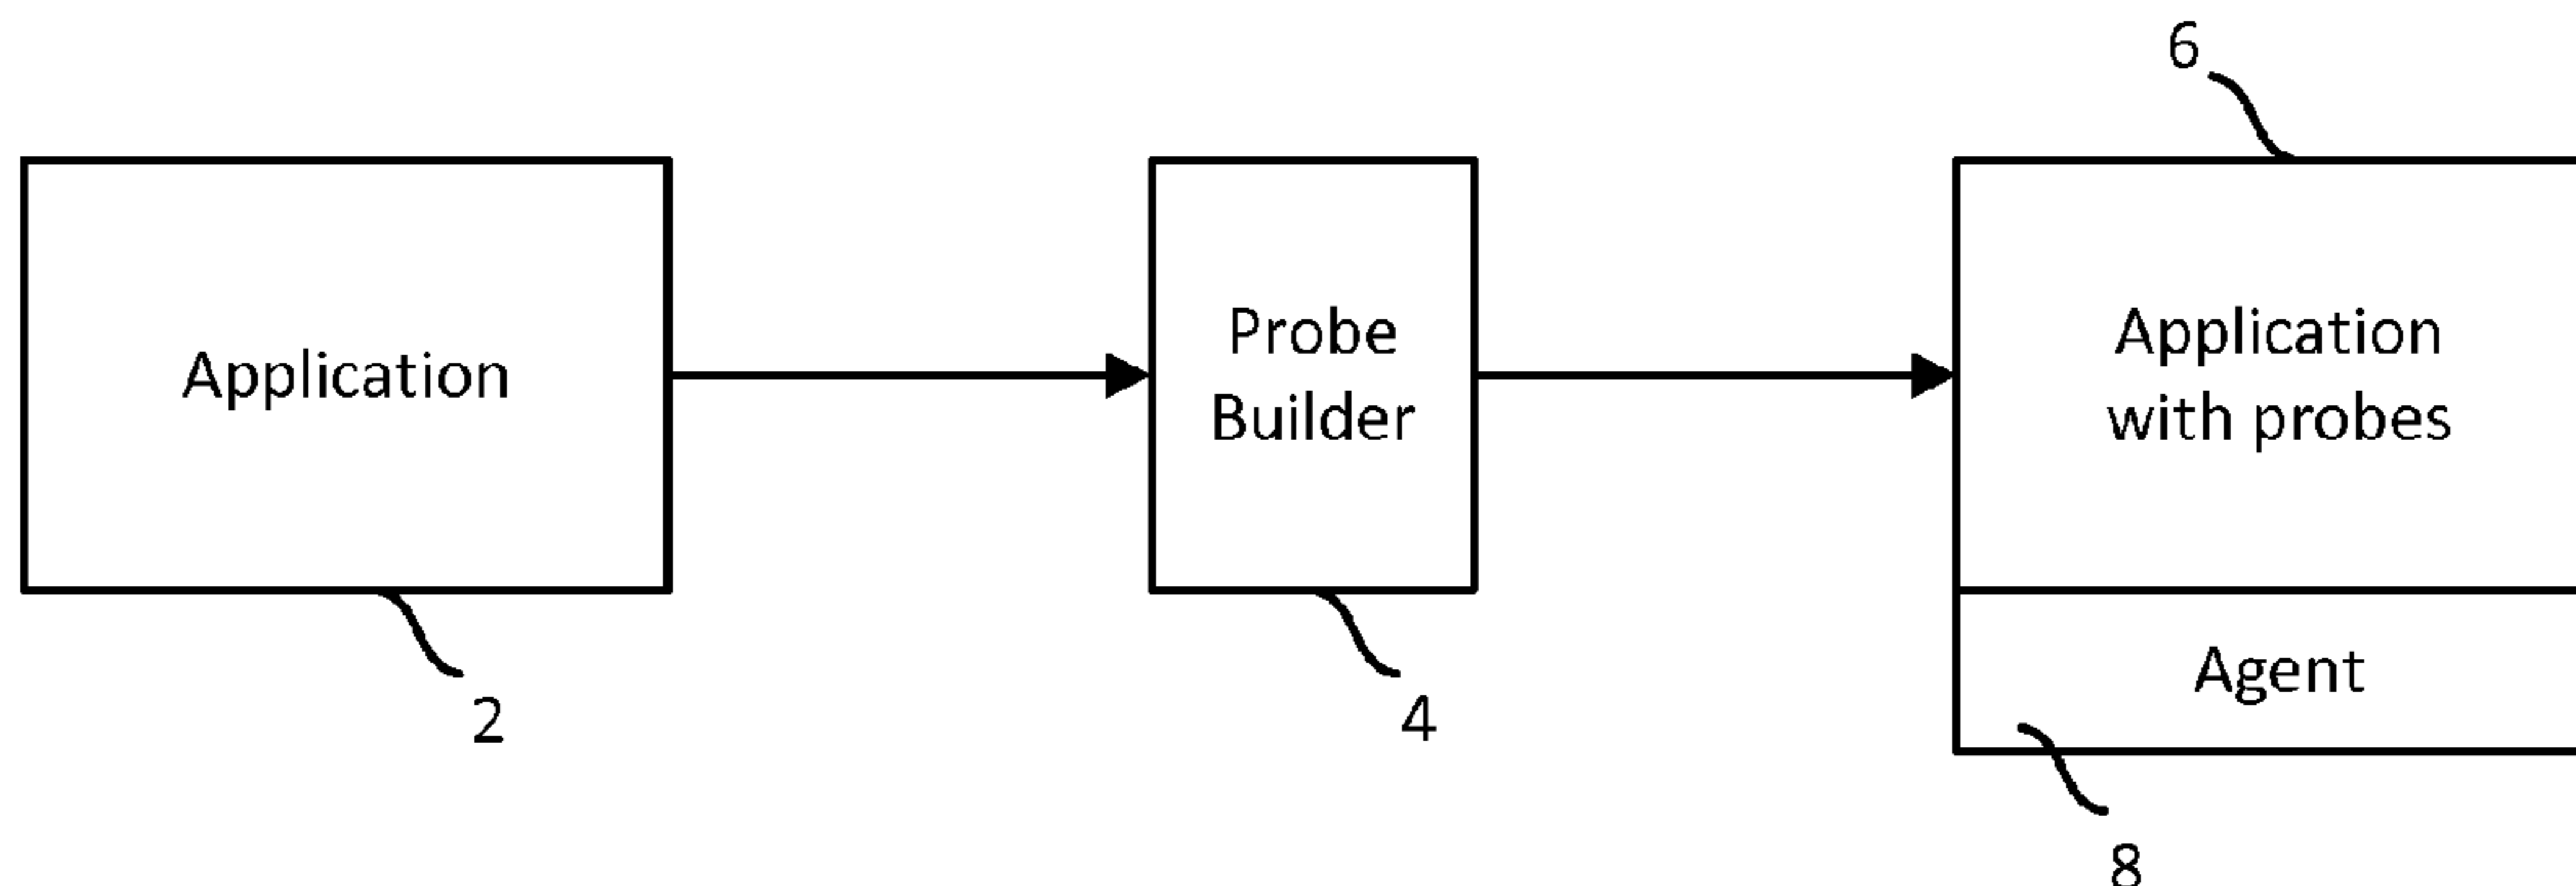 6
Application
Probe
Builder
Application
with probes
Agent
2
4
8